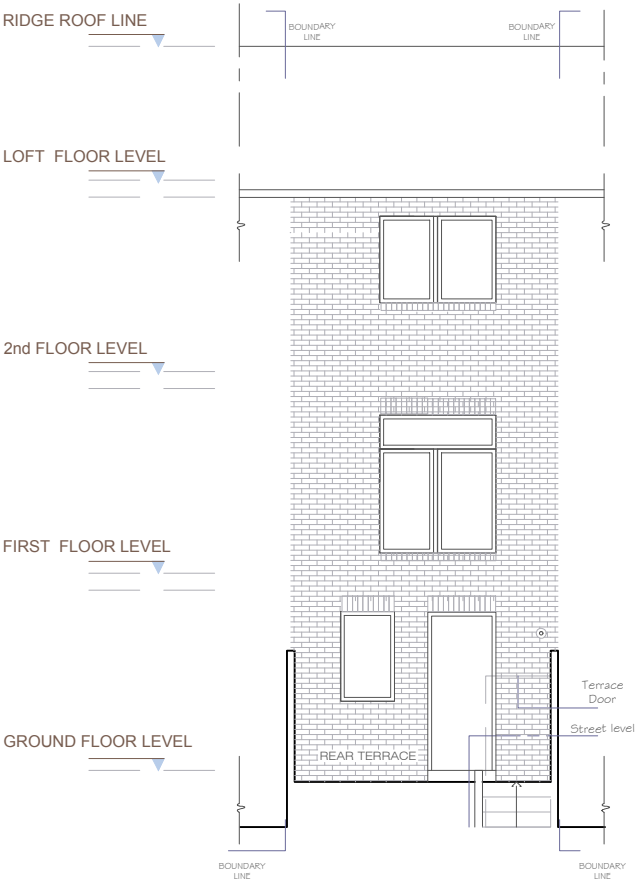 RIDGE ROOF LINE
BOUNDARY
LINE
BOUNDARY
LINE
LOFT FLOOR LEVEL
2nd FLOOR LEVEL
FIRST FLOOR LEVEL
Terrace
Door
Street level
GROUND FLOOR LEVEL
REAR TERRACE
BOUNDARY
LINE
BOUNDARY
LINE